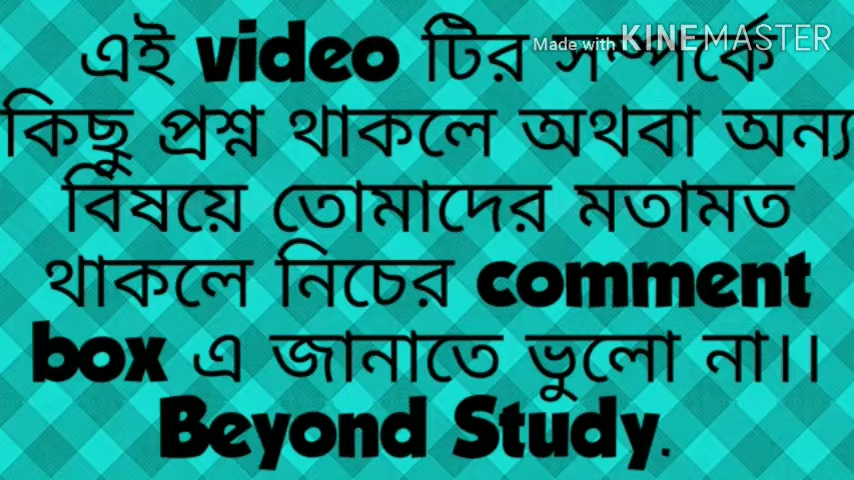 Made with KINEMASTER
এই video টির সম্পর্কে
কিছু প্রশ্ন থাকলে অথবা অন্য
বিষয়ে তোমাদের মতামত
থাকলে নিচের comment
box এ জানাতে ভুলো না।।
Beyond Study.